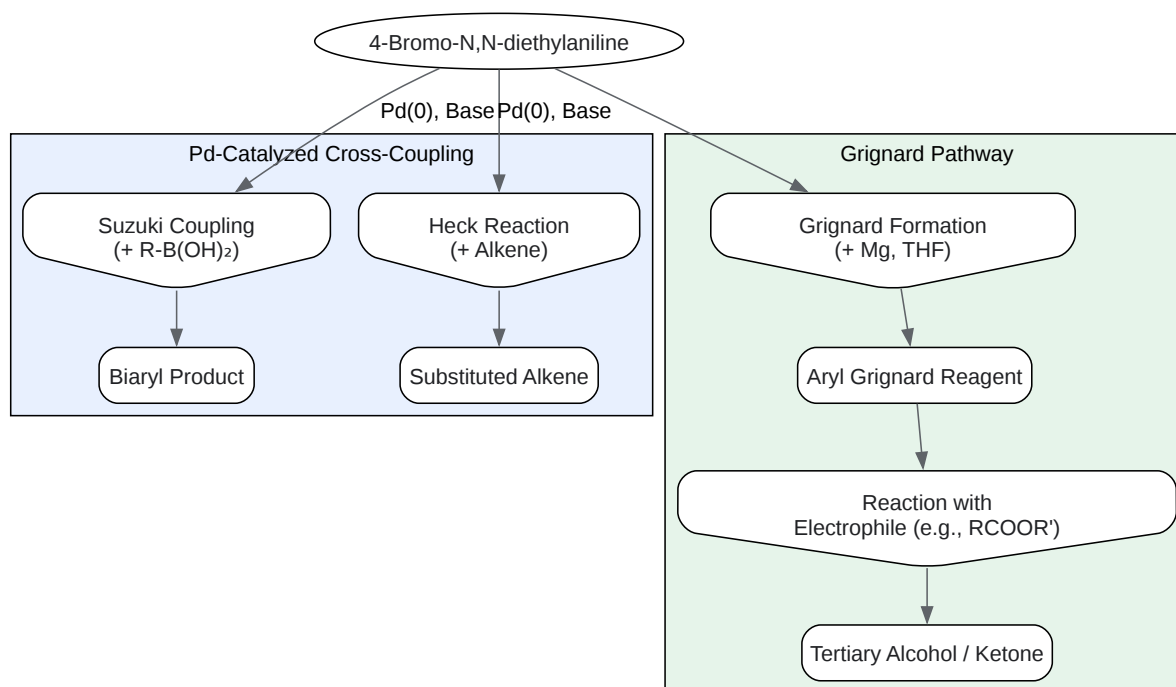 4-Bromo-N,N-diethylaniline
Pd(0), Base
Pd(0), Base
Pd-Catalyzed Cross-Coupling
Grignard Pathway
Suzuki Coupling
(+ R-B(OH)₂)
Heck Reaction
(+ Alkene)
Grignard Formation
(+ Mg, THF)
Biaryl Product
Substituted Alkene
Aryl Grignard Reagent
Reaction with
Electrophile (e.g., RCOOR')
Tertiary Alcohol / Ketone